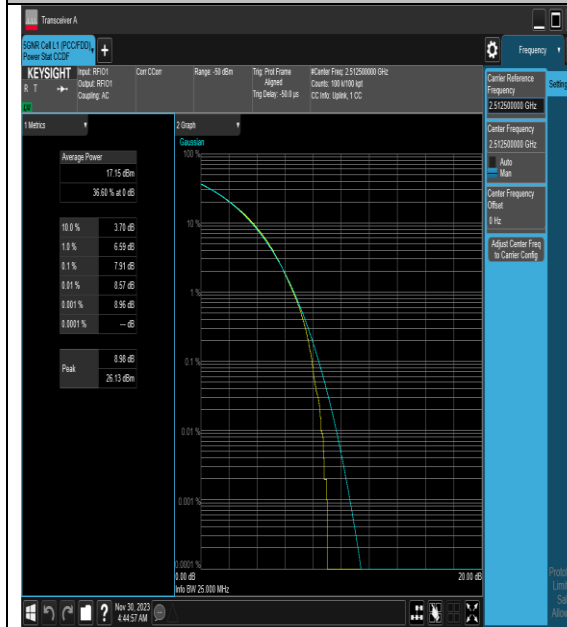 Transceiver A
5GNR Cell L1 (PCC/FDD),
Power Stat CCDF
+
Frequency
KEYSIGHT
R T
Input: RFIO1
Output: RFIO1
Coupling: AC
Corr CCorr
Range: -50 dBm
Trig: Prot Frame
Aligned
Trig Delay: -50.0 µs
#Center Freq: 2.512500000 GHz
Counts: 100 k/100 kpt
CC Info: Uplink, 1 CC
1 Metrics
Average Power
17.15 dBm
36.60 % at 0 dB
10.0 % 3.70 dB
1.0 % 6.59 dB
0.1 % 7.91 dB
0.01 % 8.57 dB
0.001 % 8.96 dB
0.0001 % --- dB
Peak
8.98 dB
26.13 dBm
2 Graph
Gaussian
100 %
10 %
1 %
0.1 %
0.01 %
0.001 %
0.0001 %
0.00 dB
20.00 dB
Info BW 25.000 MHz
Carrier Reference
Frequency
2.512500000 GHz
Center Frequency
2.512500000 GHz
Auto
Man
Center Frequency
Offset
0 Hz
Adjust Center Freq
to Carrier Config
Setting
?
Nov 30, 2023
4:44:57 AM